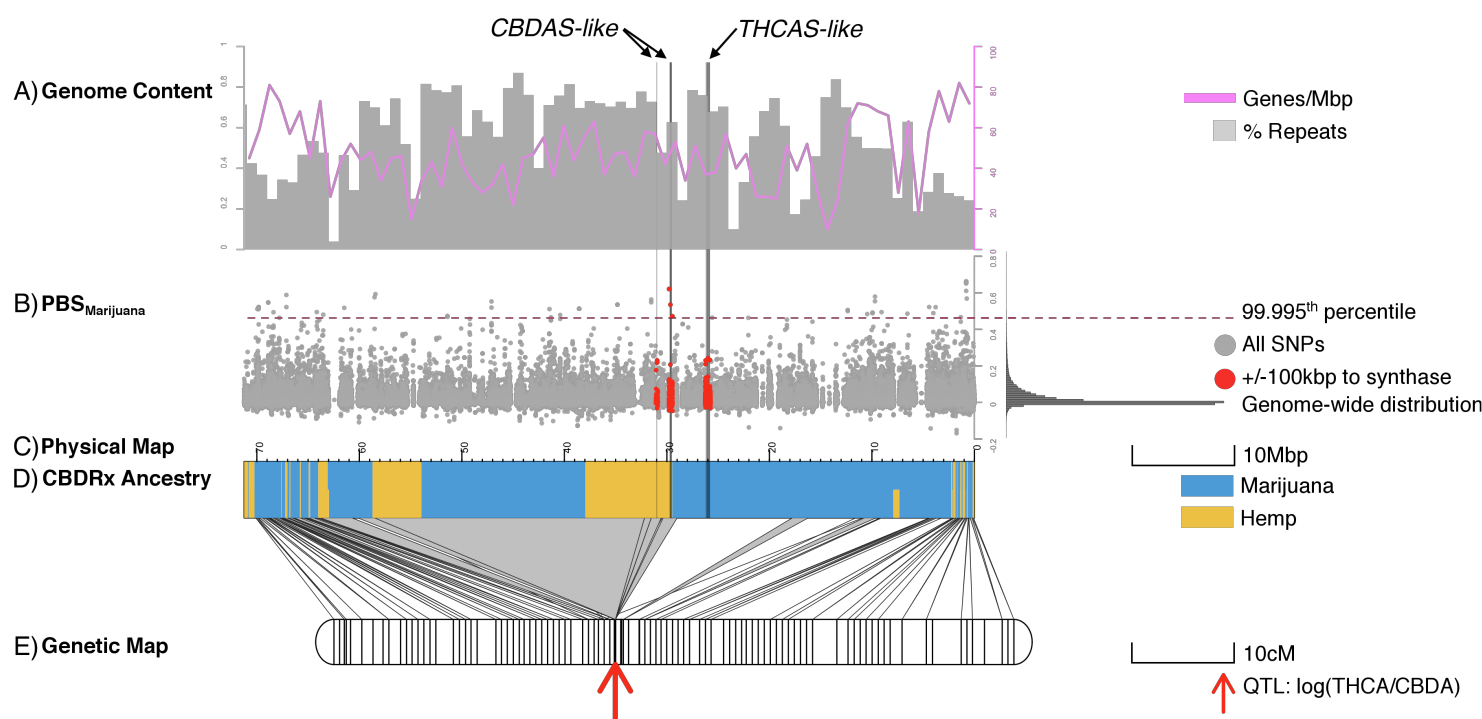 CBDAS-like THCAS-like
A) Genome Content
1
0.8
0.6
0.4
0.2
0
100
80
60
40
20
0
Genes/Mbp
% Repeats
B) PBSMarijuana
0.8
0.6
0.4
0.2
0
-0.2
99.995th percentile
All SNPs
+/-100kbp to synthase
Genome-wide distribution
C) Physical Map
70 60 50 40 30 20 10 0
10Mbp
D) CBDRx Ancestry
Marijuana
Hemp
E) Genetic Map
10cM
QTL: log(THCA/CBDA)